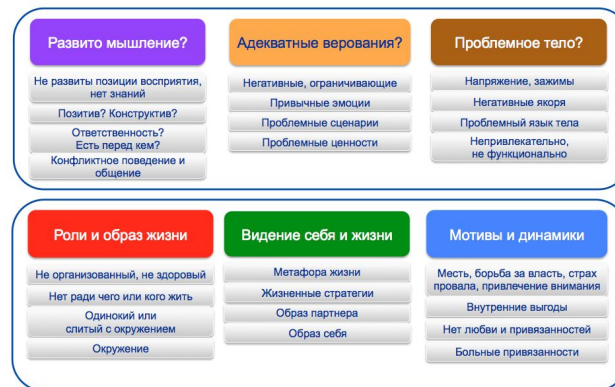 Развито мышление?
Не развиты позиции восприятия,
нет знаний
Позитив? Конструктив?
Ответственность?
Есть перед кем?
Конфликтное поведение и
общение
Адекватные верования?
Негативные, ограничивающие
Привычные эмоции
Проблемные сценарии
Проблемные ценности
Проблемное тело?
Напряжение, зажимы
Негативные якоря
Проблемный язык тела
Непривлекательно,
не функционально
Роли и образ жизни
Не организованный, не здоровый
Нет ради чего или кого жить
Одинокий или
слитый с окружением
Окружение
Видение себя и жизни
Метафора жизни
Жизненные стратегии
Образ партнера
Образ себя
Мотивы и динамики
Месть, борьба за власть, страх
провала, привлечение внимания
Внутренние выгоды
Нет любви и привязанностей
Больные привязанности